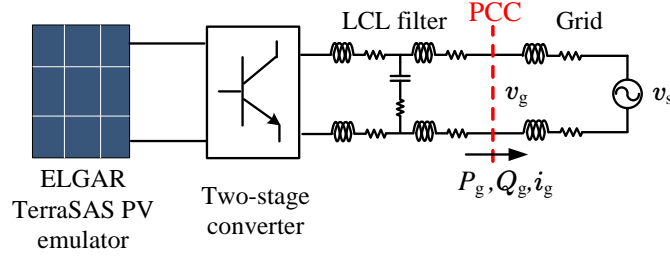 LCL filter
PCC
Grid
v_g
v_s
P_g, Q_g, i_g
ELGAR
TerraSAS PV
emulator
Two-stage
converter